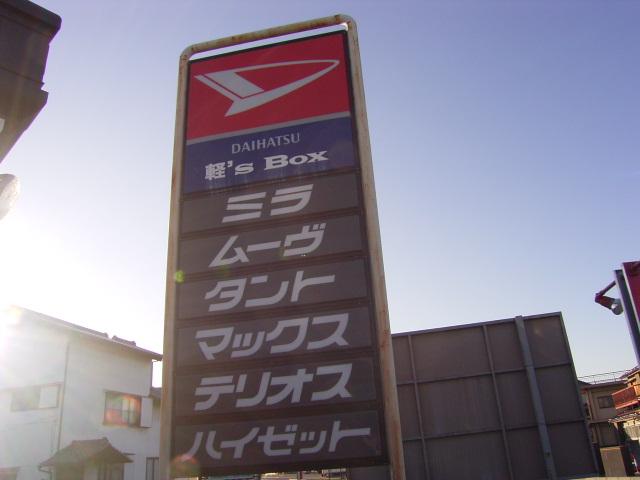 DAIHATSU
軽's Box
ミラ
ムーヴ
タント
マックス
テリオス
ハイゼット